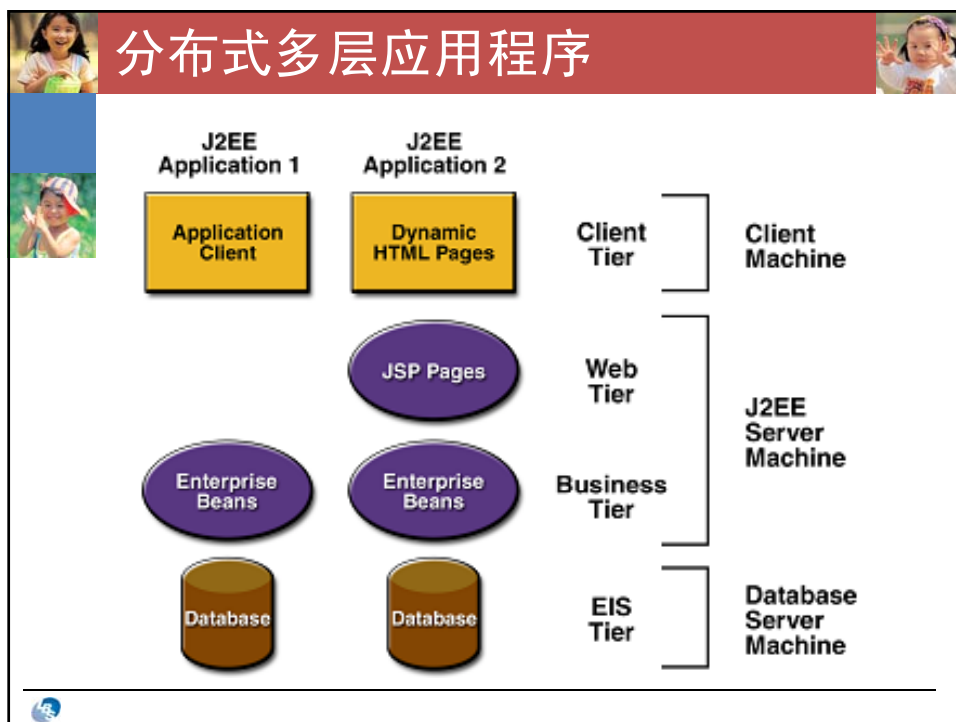 分布式多层应用程序
J2EE
Application 1
J2EE
Application 2
Application
Client
Dynamic
HTML Pages
Client
Tier
Client
Machine
JSP Pages
Web
Tier
J2EE
Server
Machine
Enterprise
Beans
Enterprise
Beans
Business
Tier
Database
Database
EIS
Tier
Database
Server
Machine